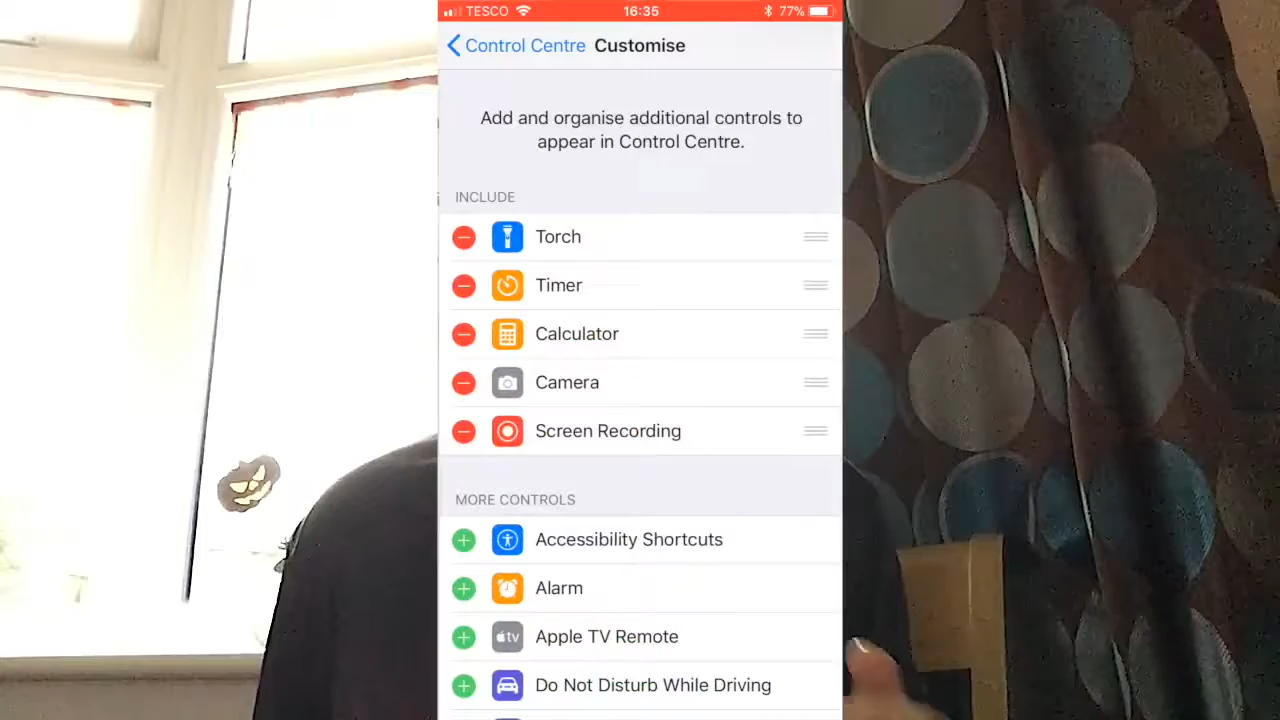 TESCO 16:35 77%
Control Centre Customise
Add and organise additional controls to
appear in Control Centre.
INCLUDE
Torch
Timer
Calculator
Camera
Screen Recording
MORE CONTROLS
Accessibility Shortcuts
Alarm
tv Apple TV Remote
Do Not Disturb While Driving